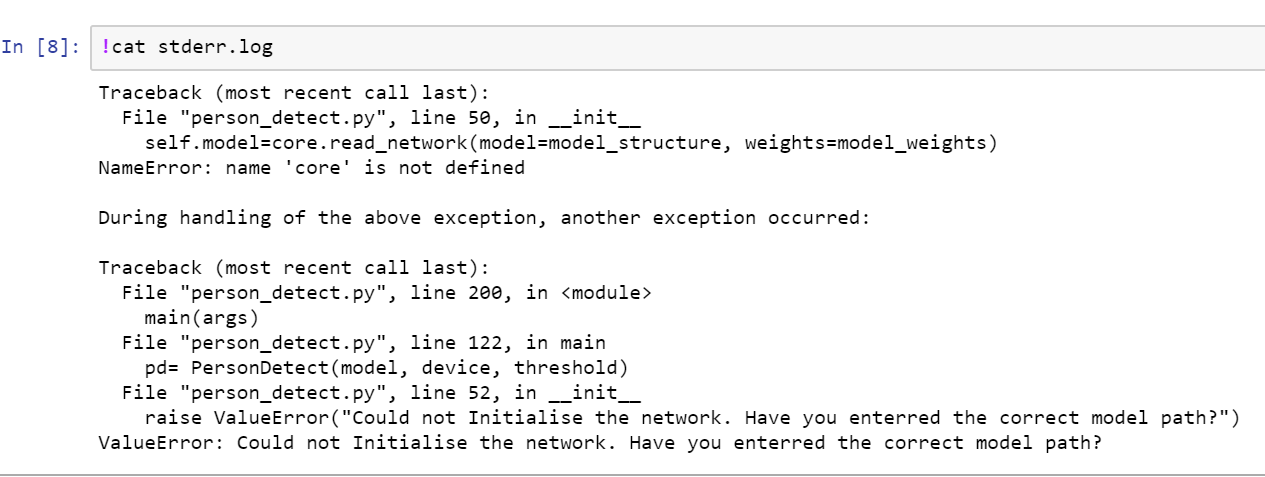 In [8]: !cat stderr.log
Traceback (most recent call last):
  File "person_detect.py", line 50, in __init__
    self.model=core.read_network(model=model_structure, weights=model_weights)
NameError: name 'core' is not defined

During handling of the above exception, another exception occurred:

Traceback (most recent call last):
  File "person_detect.py", line 200, in <module>
    main(args)
  File "person_detect.py", line 122, in main
    pd= PersonDetect(model, device, threshold)
  File "person_detect.py", line 52, in __init__
    raise ValueError("Could not Initialise the network. Have you enterred the correct model path?")
ValueError: Could not Initialise the network. Have you enterred the correct model path?